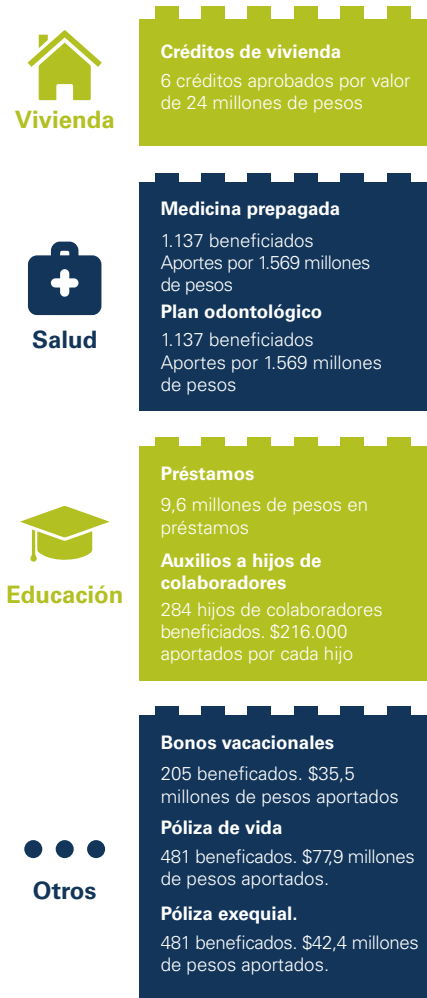 Vivienda
Créditos de vivienda
6 créditos aprobados por valor
de 24 millones de pesos
Salud
Medicina prepagada
1.137 beneficiados
Aportes por 1.569 millones
de pesos
Plan odontológico
1.137 beneficiados
Aportes por 1.569 millones
de pesos
Educación
Préstamos
9,6 millones de pesos en
préstamos
Auxilios a hijos de
colaboradores
284 hijos de colaboradores
beneficiados. $216.000
aportados por cada hijo
Otros
Bonos vacacionales
205 beneficados. $35,5
millones de pesos aportados
Póliza de vida
481 beneficados. $77,9 millones
de pesos aportados.
Póliza exequial.
481 beneficados. $42,4 millones
de pesos aportados.